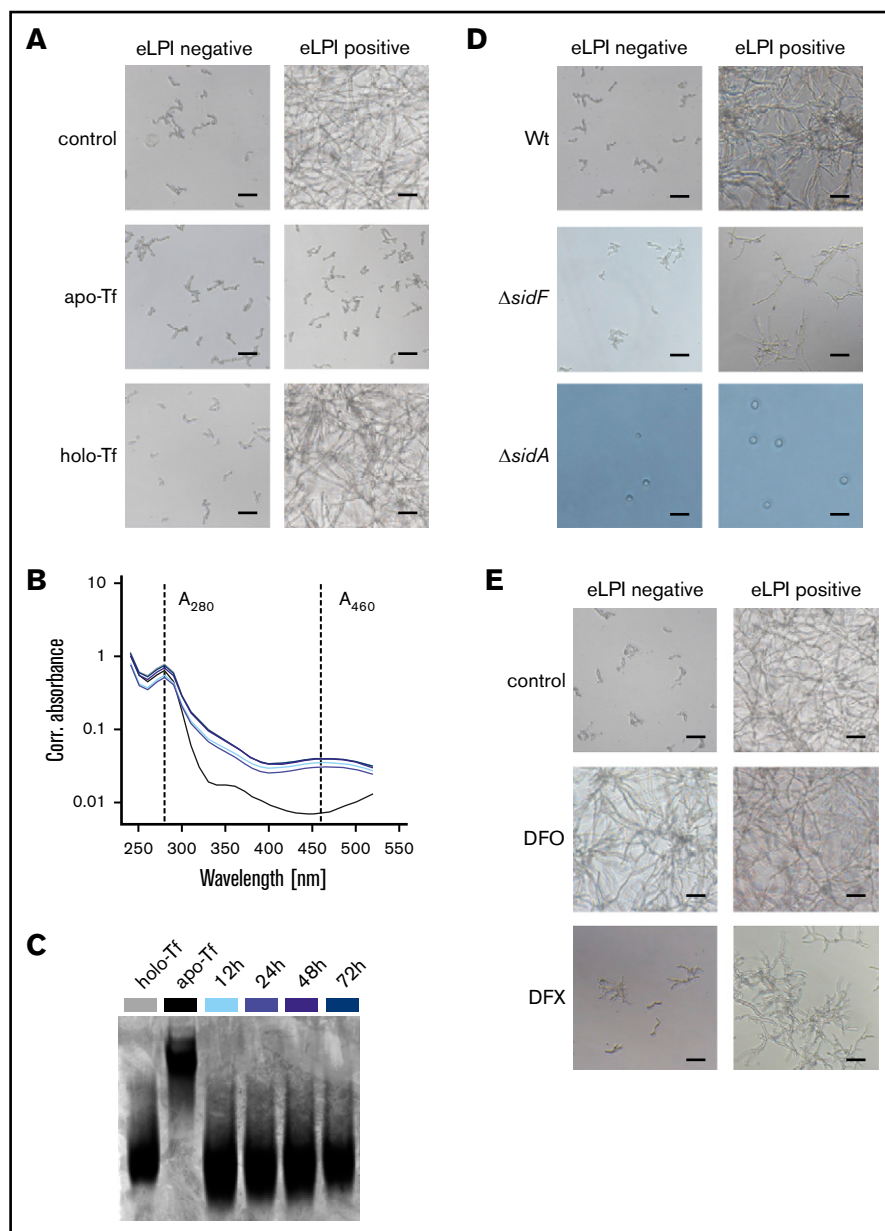 A
eLPI negative eLPI positive
control
apo-Tf
holo-Tf
B
10
1
0.1
0.01
Corr. absorbance
A280
A460
250 300 350 400 450 500 550
Wavelength [nm]
C
holo-Tf apo-Tf 12h 24h 48h 72h
D
eLPI negative eLPI positive
Wt
ΔsidF
ΔsidA
E
eLPI negative eLPI positive
control
DFO
DFX